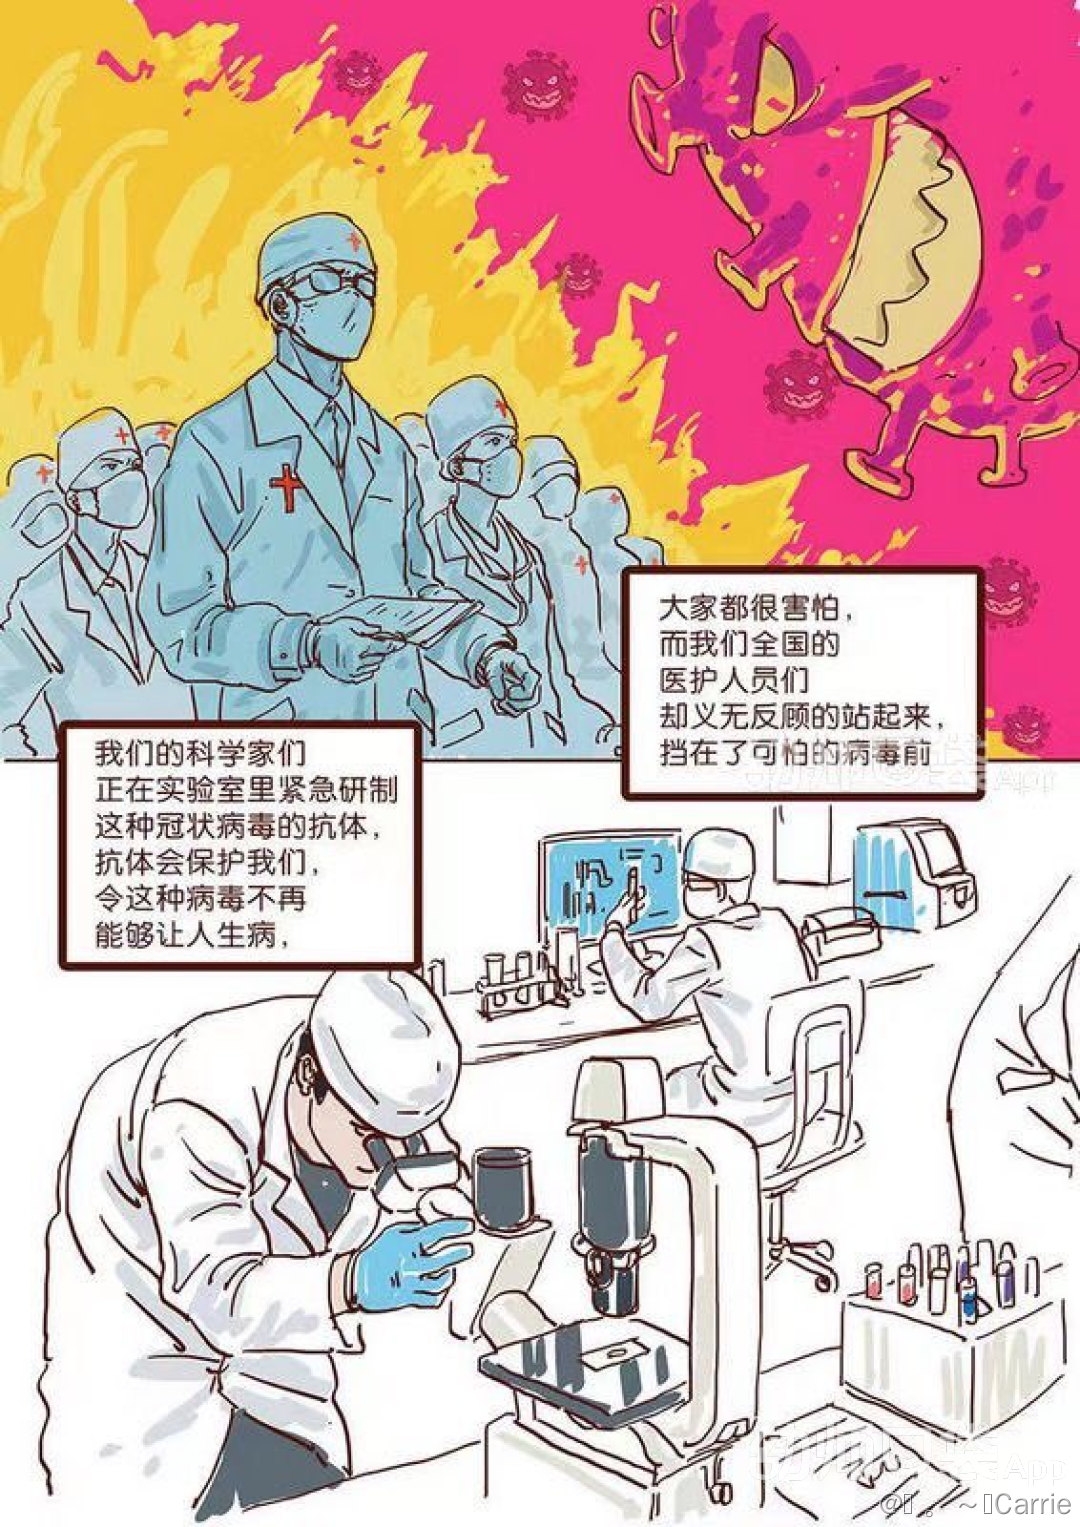 大家都很害怕，
而我们全国的
医护人员们
却义无反顾的站起来，
挡在了可怕的病毒前
我们的科学家们
正在实验室里紧急研制
这种冠状病毒的抗体，
抗体会保护我们，
令这种病毒不再
能够让人生病，
App
App